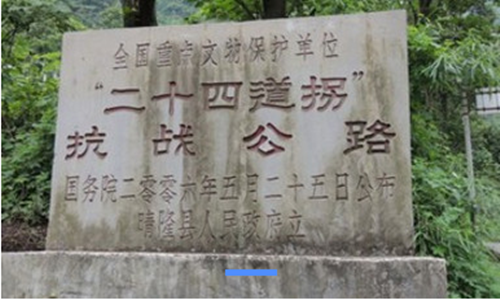 全国重点文物保护单位
“二十四道拐”
抗战公路
国务院二零零六年五月二十五日公布
晴隆县人民政府立